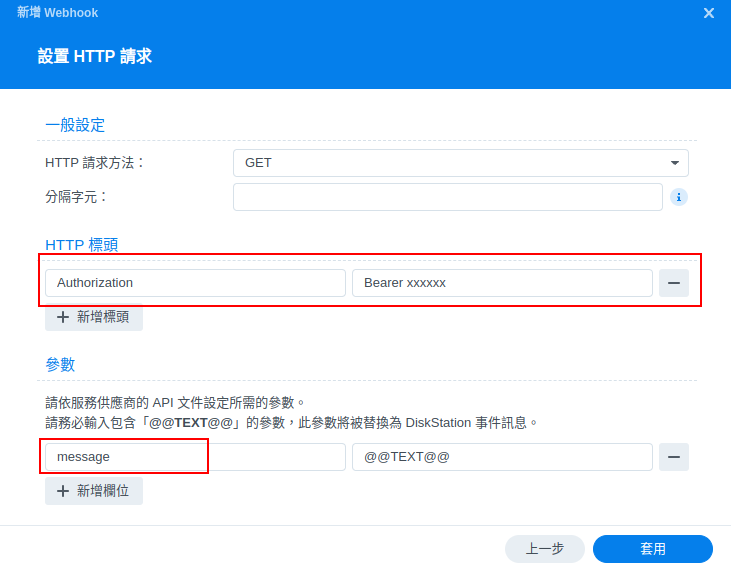 新增 Webhook
設置 HTTP 請求
一般設定
HTTP 請求方法：
GET
分隔字元：
HTTP 標頭
Authorization
Bearer xxxxxx
新增標頭
參數
請依服務供應商的 API 文件設定所需的參數。
請務必輸入包含「@@TEXT@@」的參數，此參數將被替換為 DiskStation 事件訊息。
message
@@TEXT@@
新增欄位
上一步
套用